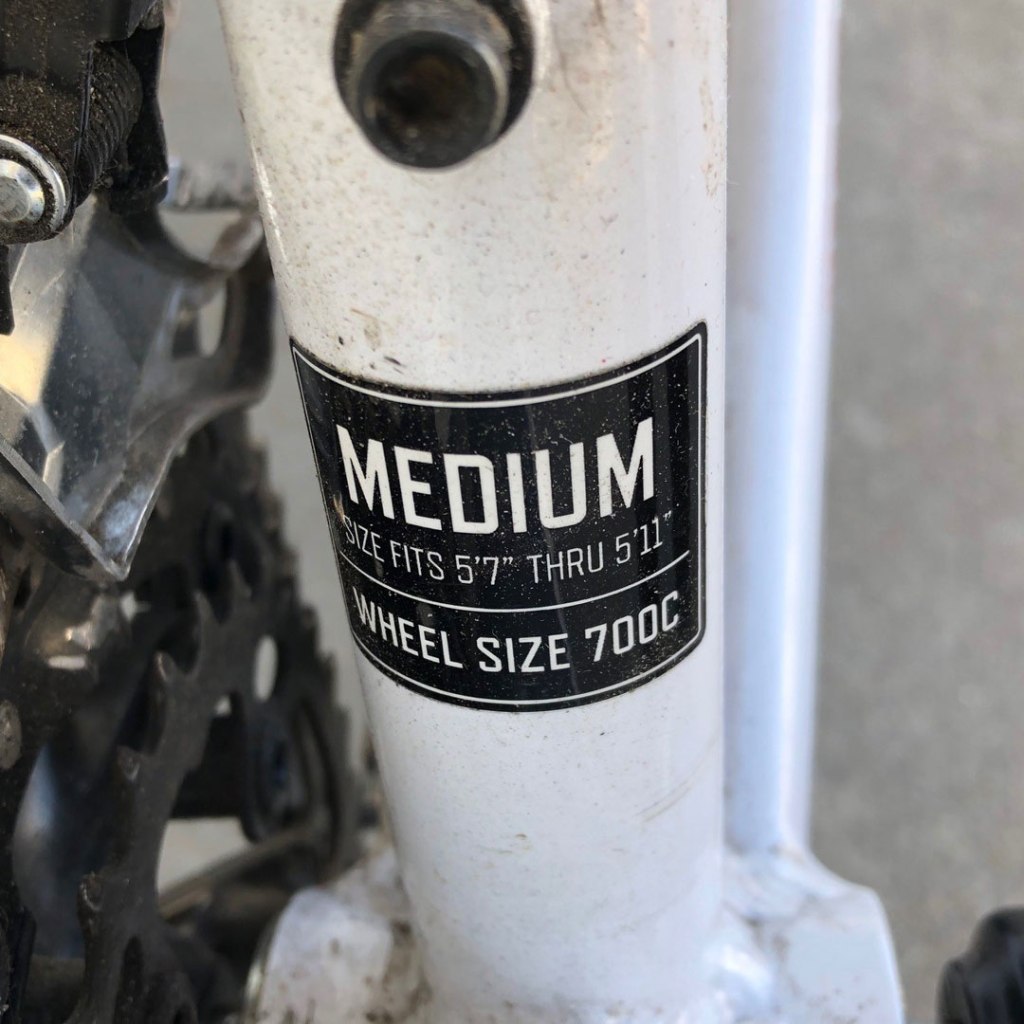 MEDIUM
SIZE FITS 5'7" THRU 5'11"
WHEEL SIZE 700C